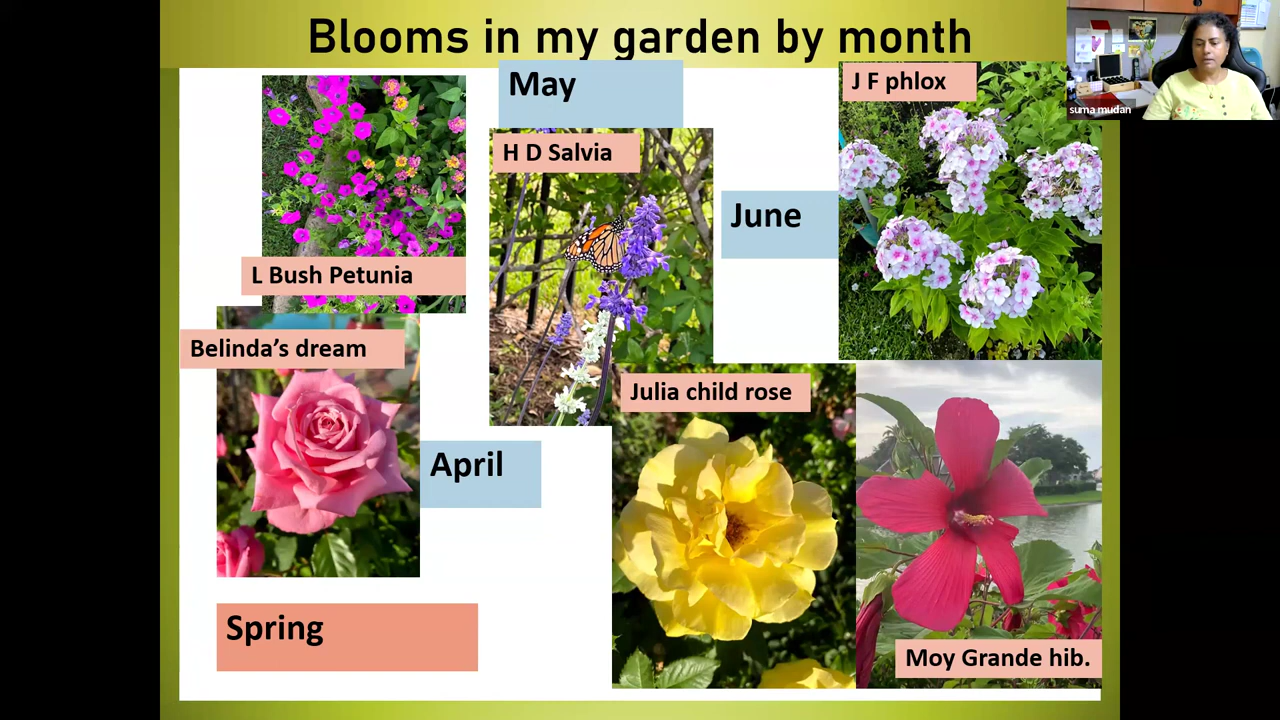 Blooms in my garden by month
May
J F phlox
suma mudan
H D Salvia
June
L Bush Petunia
Belinda’s dream
Julia child rose
April
Spring
Moy Grande hib.